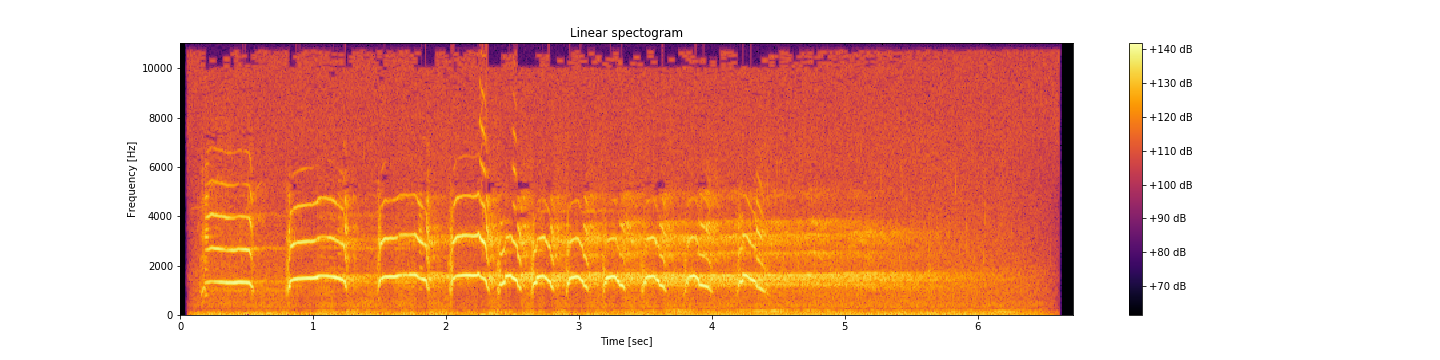 Linear spectogram
Frequency [Hz]
10000
8000
6000
4000
2000
0
0 1 2 3 4 5 6
Time [sec]
+140 dB
+130 dB
+120 dB
+110 dB
+100 dB
+90 dB
+80 dB
+70 dB